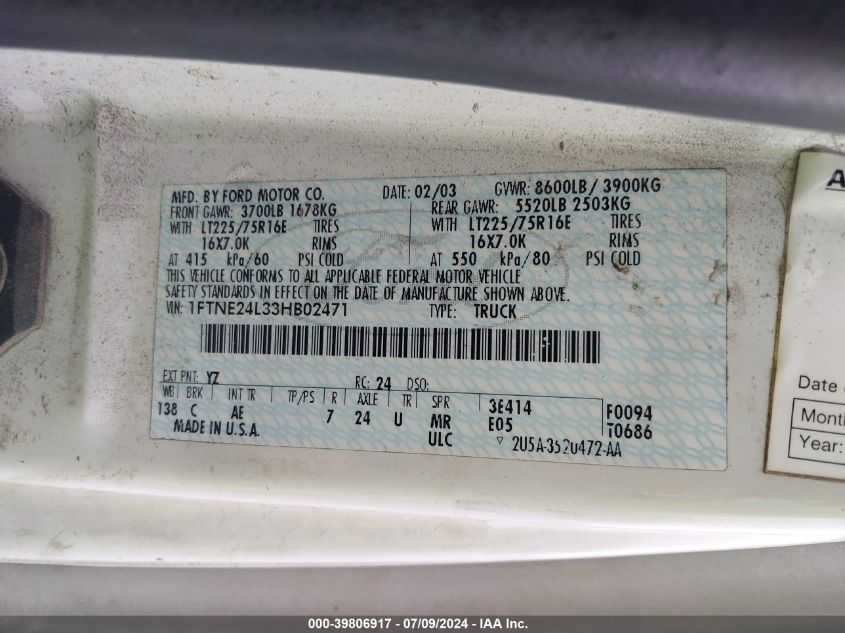 MFD. BY FORD MOTOR CO. DATE: 02/03 GVWR: 8600LB/ 3900KG
FRONT GAWR: 3700LB 1678KG REAR GAWR: 5520LB 2503KG
WITH LT225/75R16E TIRES WITH LT225/75R16E TIRES
16X7.0K RIMS 16X7.0K RIMS
AT 415 kPa/60 PSI COLD AT 550 kPa/80 PSI COLD
THIS VEHICLE CONFORMS TO ALL APPLICABLE FEDERAL MOTOR VEHICLE
SAFETY STANDARDS IN EFFECT ON THE DATE OF MANUFACTURE SHOWN ABOVE.
VIN: 1FTNE24L33HB02471 TYPE: TRUCK
EXT PNT: YZ RC: 24 DSO:
WB BRK INT TR TP/PS R AXLE TR SPR 3E414 F0094
138 C AE 7 24 U MR E05 T0686
MADE IN U.S.A. ULC ▽ 2U5A-3520472-AA
A
Date
Month
Year:
000-39806917 - 07/09/2024 - IAA Inc.